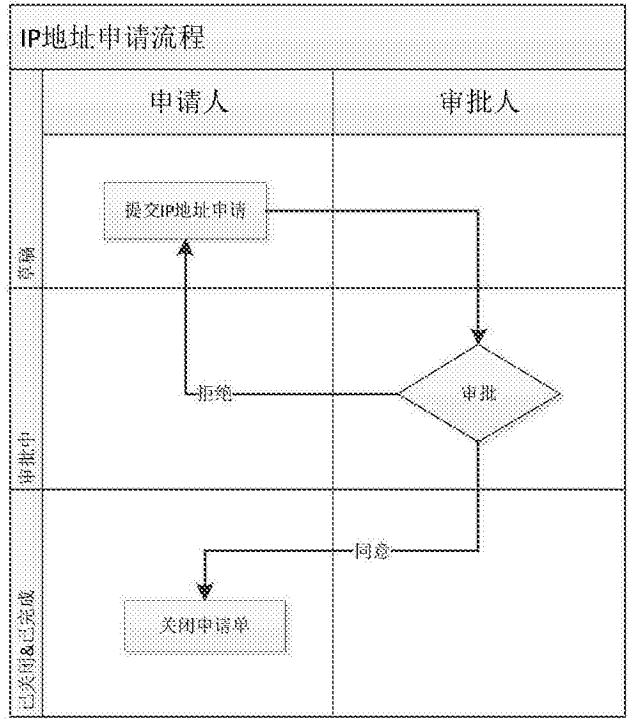 IP地址申请流程
申请人
审批人
草稿
提交IP地址申请
审批中
拒绝
审批
已关闭&已完成
同意
关闭申请单